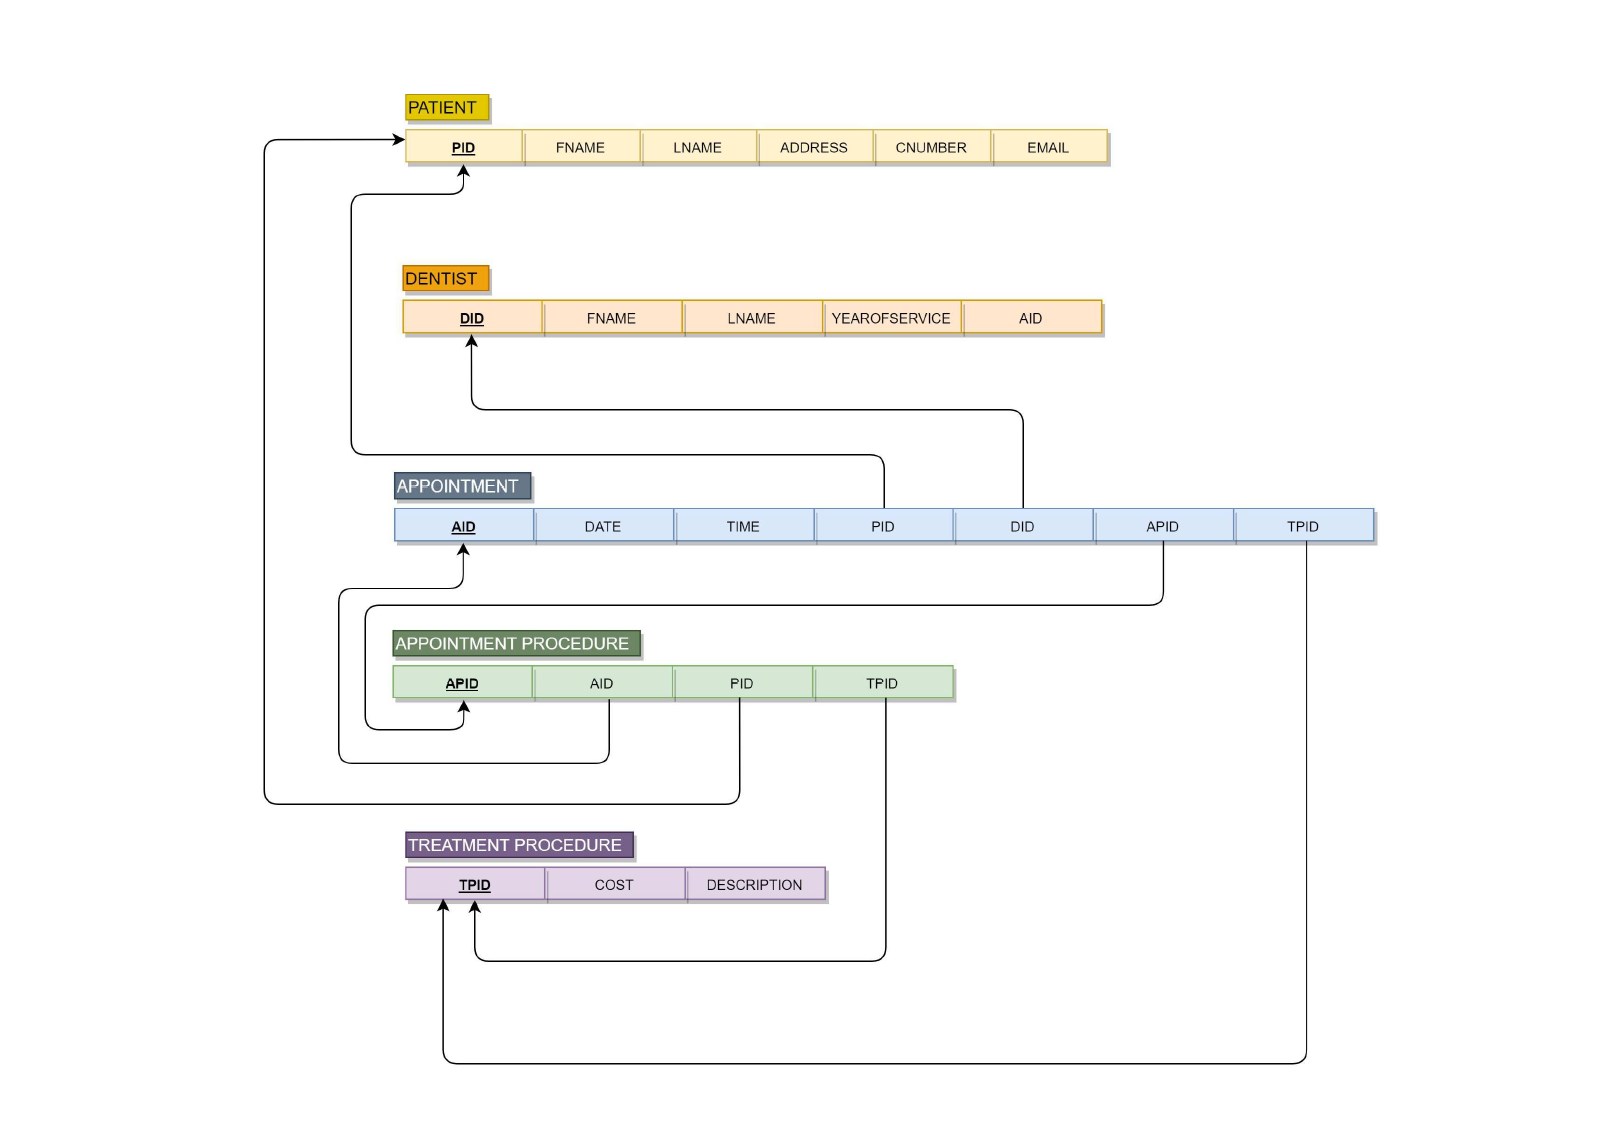 PATIENT
PID FNAME LNAME ADDRESS CNUMBER EMAIL
DENTIST
DID FNAME LNAME YEAROFSERVICE AID
APPOINTMENT
AID DATE TIME PID DID APID TPID
APPOINTMENT PROCEDURE
APID AID PID TPID
TREATMENT PROCEDURE
TPID COST DESCRIPTION